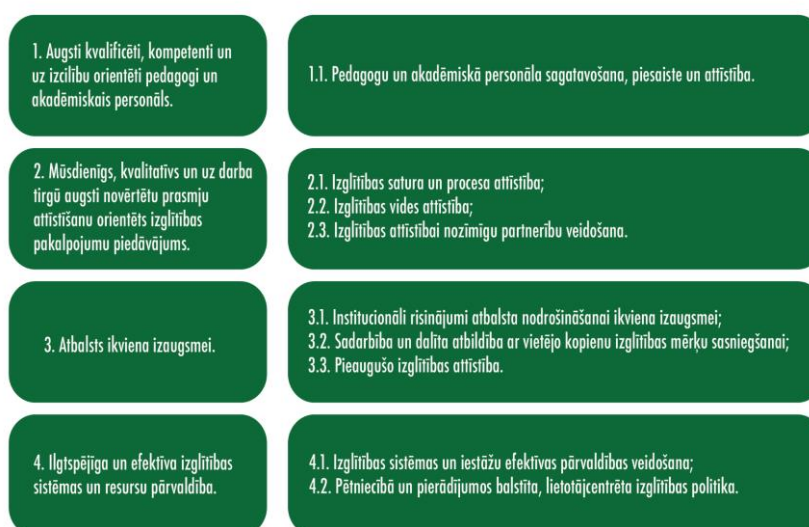 1. Augsti kvalificēti, kompetenti un
uz izcilību orientēti pedagogi un
akadēmiskais personāls.
1.1. Pedagogu un akadēmiskā personāla sagatavošana, piesaiste un attīstība.
2. Mūsdienīgs, kvalitatīvs un uz darba
tirgū augsti novērtētu prasmju
attīstīšanu orientēts izglītības
pakalpojumu piedāvājums.
2.1. Izglītības satura un procesa attīstība;
2.2. Izglītības vides attīstība;
2.3. Izglītības attīstībai nozīmīgu partnerību veidošana.
3. Atbalsts ikviena izaugsmei.
3.1. Institucionāli risinājumi atbalsta nodrošināšanai ikviena izaugsmei;
3.2. Sadarbība un dalīta atbildība ar vietējo kopienu izglītības mērķu sasniegšanai;
3.3. Pieaugušo izglītības attīstība.
4. Ilgtspējīga un efektīva izglītības
sistēmas un resursu pārvaldība.
4.1. Izglītības sistēmas un iestāžu efektīvas pārvaldības veidošana;
4.2. Pētniecībā un pierādījumos balstīta, lietotājcentrēta izglītības politika.